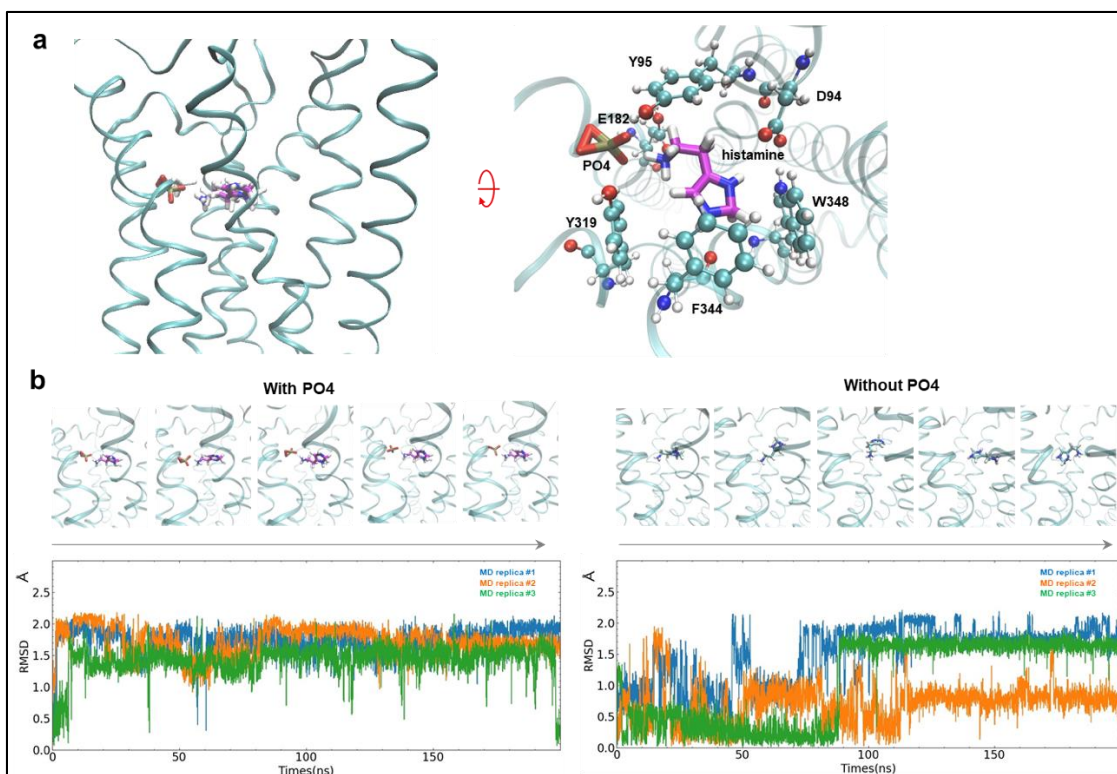 a
Y95
D94
E182
histamine
PO4
W348
Y319
F344
b
With PO4
Without PO4
Å
MD replica #1
MD replica #2
MD replica #3
2.5
2.0
1.5
1.0
0.5
0.0
RMSD
0
50
100
150
Times(ns)
Å
MD replica #1
MD replica #2
MD replica #3
2.5
2.0
1.5
1.0
0.5
0.0
RMSD
0
50
100
150
Times(ns)